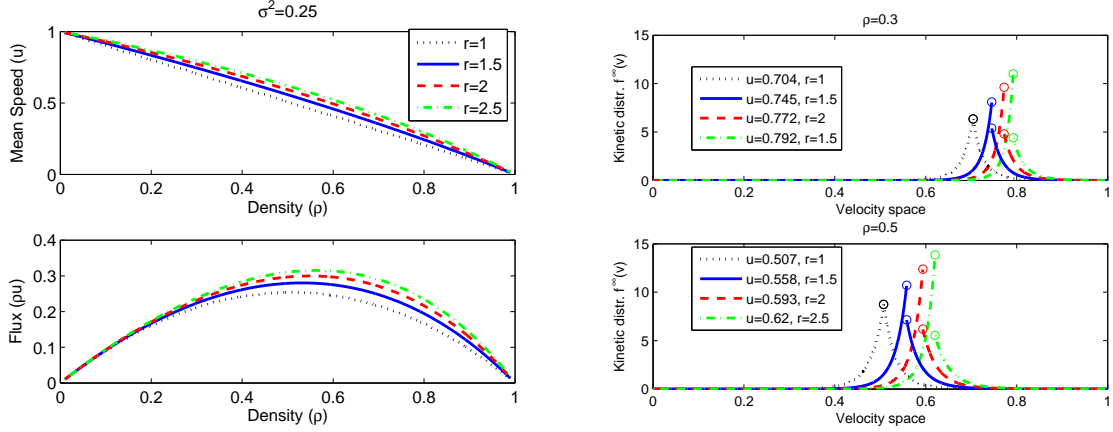 σ²=0.25
Mean Speed (u)
1
0.5
0
0
0.2
0.4
0.6
0.8
1
Density (ρ)
r=1
r=1.5
r=2
r=2.5
Flux (ρu)
0.4
0.3
0.2
0.1
0
0
0.2
0.4
0.6
0.8
1
Density (ρ)
ρ=0.3
Kinetic distr. f^∞(v)
15
10
5
0
0
0.2
0.4
0.6
0.8
1
Velocity space
u=0.704, r=1
u=0.745, r=1.5
u=0.772, r=2
u=0.792, r=1.5
ρ=0.5
Kinetic distr. f^∞(v)
15
10
5
0
0
0.2
0.4
0.6
0.8
1
Velocity space
u=0.507, r=1
u=0.558, r=1.5
u=0.593, r=2
u=0.62, r=2.5